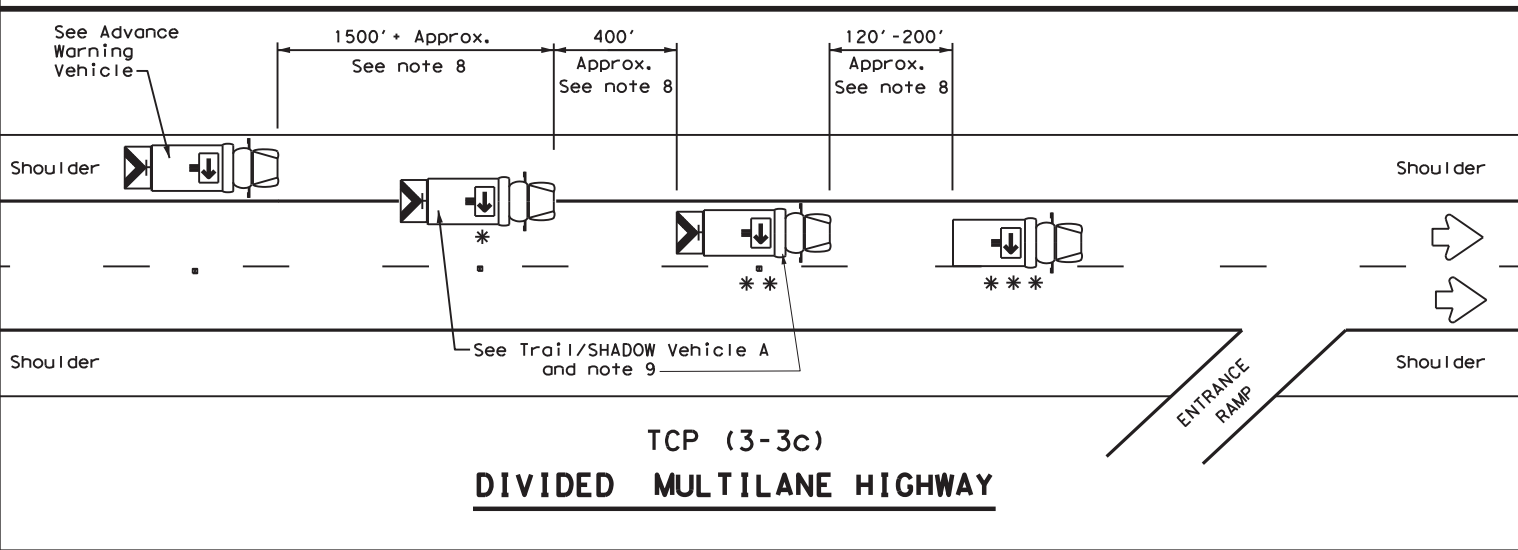 See Advance
Warning
Vehicle
1500'+ Approx.
See note 8
400'
Approx.
See note 8
120'-200'
Approx.
See note 8
Shoulder
Shoulder
*
* *
* * *
See Trail/SHADOW Vehicle A
and note 9
Shoulder
Shoulder
ENTRANCE
RAMP
TCP (3-3c)
DIVIDED MULTILANE HIGHWAY